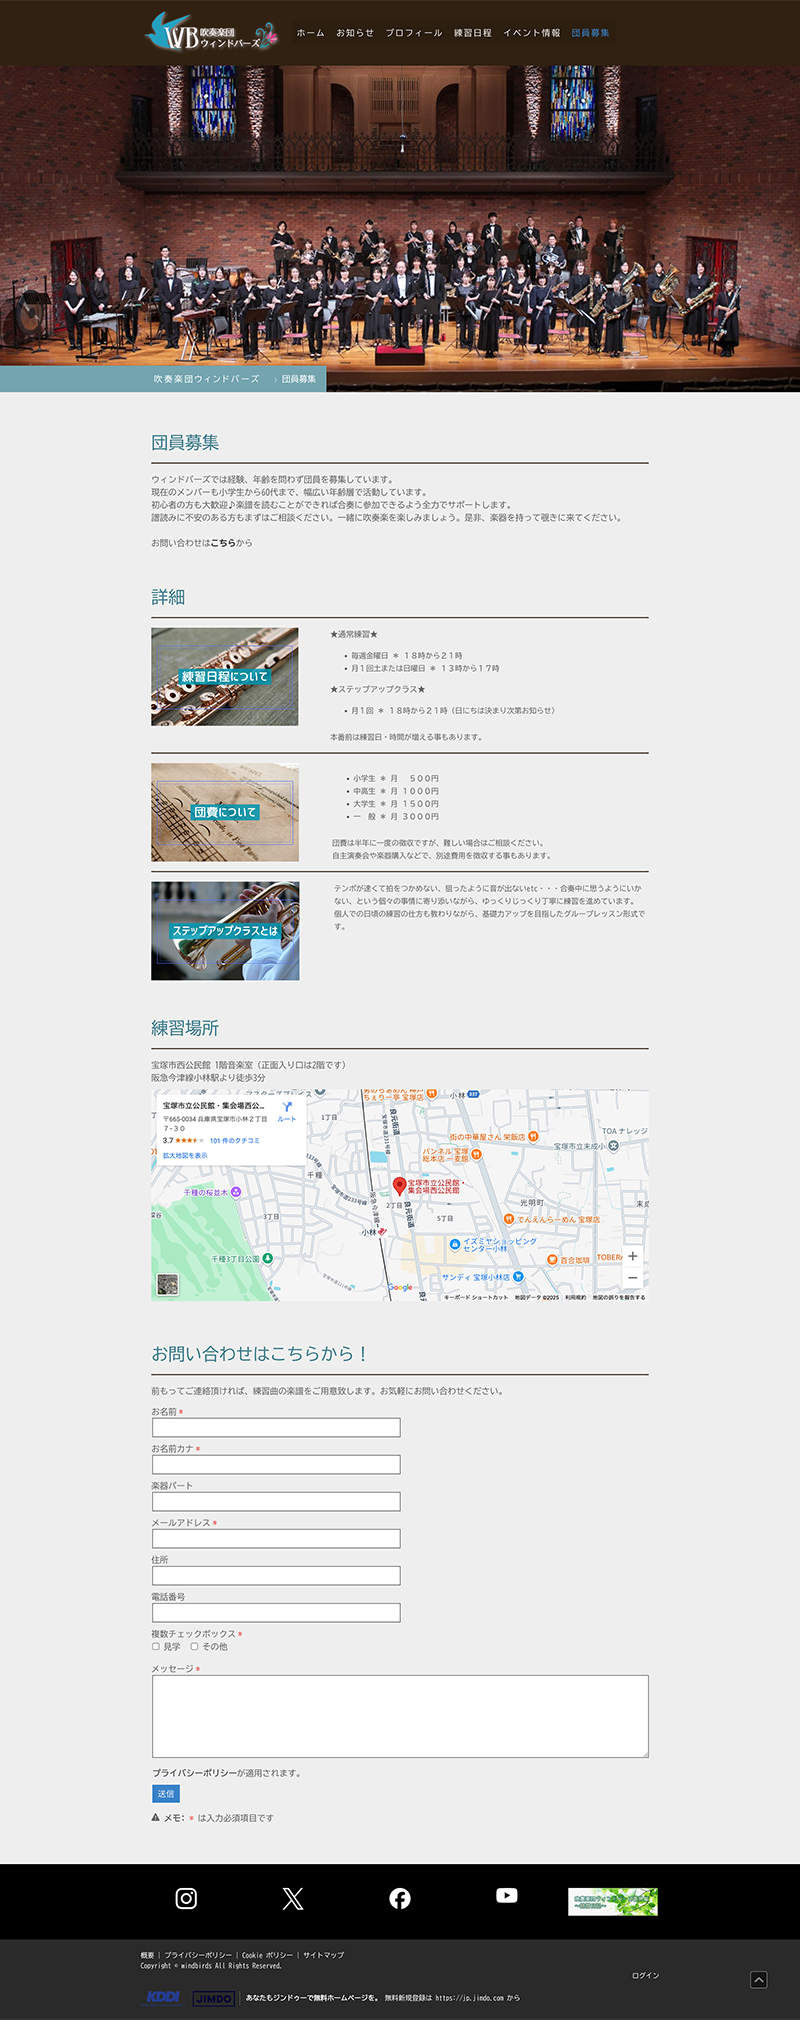 WB 吹奏楽団 ウィンドバーズ
ホーム お知らせ プロフィール 練習日程 イベント情報 団員募集
吹奏楽団ウィンドバーズ › 団員募集
団員募集
ウィンドバーズでは経験、年齢を問わず団員を募集しています。
現在のメンバーも小学生から60代まで、幅広い年齢層で活動しています。
初心者の方も大歓迎♪楽譜を読むことができれば合奏に参加できるよう全力でサポートします。
譜読みに不安のある方もまずはご相談ください。一緒に吹奏楽を楽しみましょう。是非、楽器を持って覗きに来てください。
お問い合わせはこちらから
詳細
練習日程について
★通常練習★
• 毎週金曜日 ＊ １８時から２１時
• 月１回土または日曜日 ＊ １３時から１７時
★ステップアップクラス★
• 月１回 ＊ １８時から２１時（日にちは決まり次第お知らせ）
本番前は練習日・時間が増える事もあります。
団費について
• 小学生 ＊ 月 ５００円
• 中高生 ＊ 月 １０００円
• 大学生 ＊ 月 １５００円
• 一　般 ＊ 月 ３０００円
団費は半年に一度の徴収ですが、難しい場合はご相談ください。
自主演奏会や楽器購入などで、別途費用を徴収する事もあります。
ステップアップクラスとは
テンポが速くて拍をつかめない、狙ったように音が出ないetc・・・合奏中に思うようにいか
ない、という個々の事情に寄り添いながら、ゆっくりじっくり丁寧に練習を進めています。
個人での日頃の練習の仕方も教わりながら、基礎力アップを目指したグループレッスン形式で
す。
練習場所
宝塚市西公民館 1階音楽室（正面入り口は2階です）
阪急今津線小林駅より徒歩3分
宝塚市立公民館・集会場西公...
ルート
〒665-0034 兵庫県宝塚市小林２丁目
７−３０
3.7 ★★★★ 101 件のクチコミ
拡大地図を表示
ちぇりー亭 宝塚店
小林 337
1丁目
良元街道
市道231号線
街の中華屋さん 栄飯店
TOA ナレッジ
宝塚市立末成小
パンネル 宝塚
総本店 一麦館
千種
市道233号線
宝塚市立公民館・
集会場西公民館
千種の桜並木
阪急今津線
2丁目
良元街道
光明町
末成
3丁目
5丁目
でんえんらーめん 宝塚店
小林
イズミヤショッピング
センター小林
千種3丁目公園
百合珈琲
TOBERA
サンディ 宝塚小林店
Google
キーボード ショートカット 地図データ ©2025 利用規約 地図の誤りを報告する
お問い合わせはこちらから！
前もってご連絡頂ければ、練習曲の楽譜をご用意致します。お気軽にお問い合わせください。
お名前 *
お名前カナ *
楽器パート
メールアドレス *
住所
電話番号
複数チェックボックス *
見学 その他
メッセージ *
プライバシーポリシーが適用されます。
送信
メモ: * は入力必須項目です
概要 | プライバシーポリシー | Cookie ポリシー | サイトマップ
Copyright © windbirds All Rights Reserved.
ログイン
KDDI JIMDO あなたもジンドゥーで無料ホームページを。 無料新規登録は https://jp.jimdo.com から